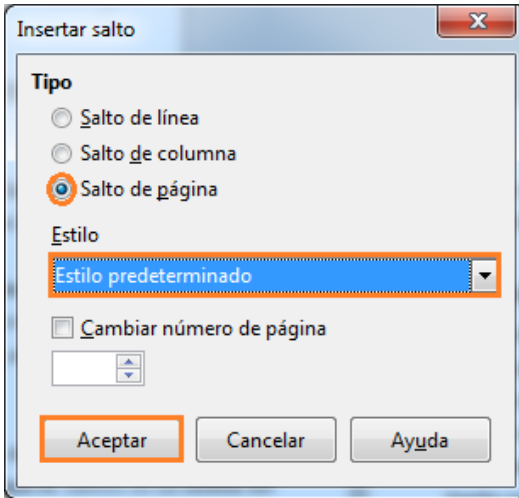 Insertar salto
Tipo
Salto de línea
Salto de columna
Salto de página
Estilo
Estilo predeterminado
Cambiar número de página
Aceptar Cancelar Ayuda